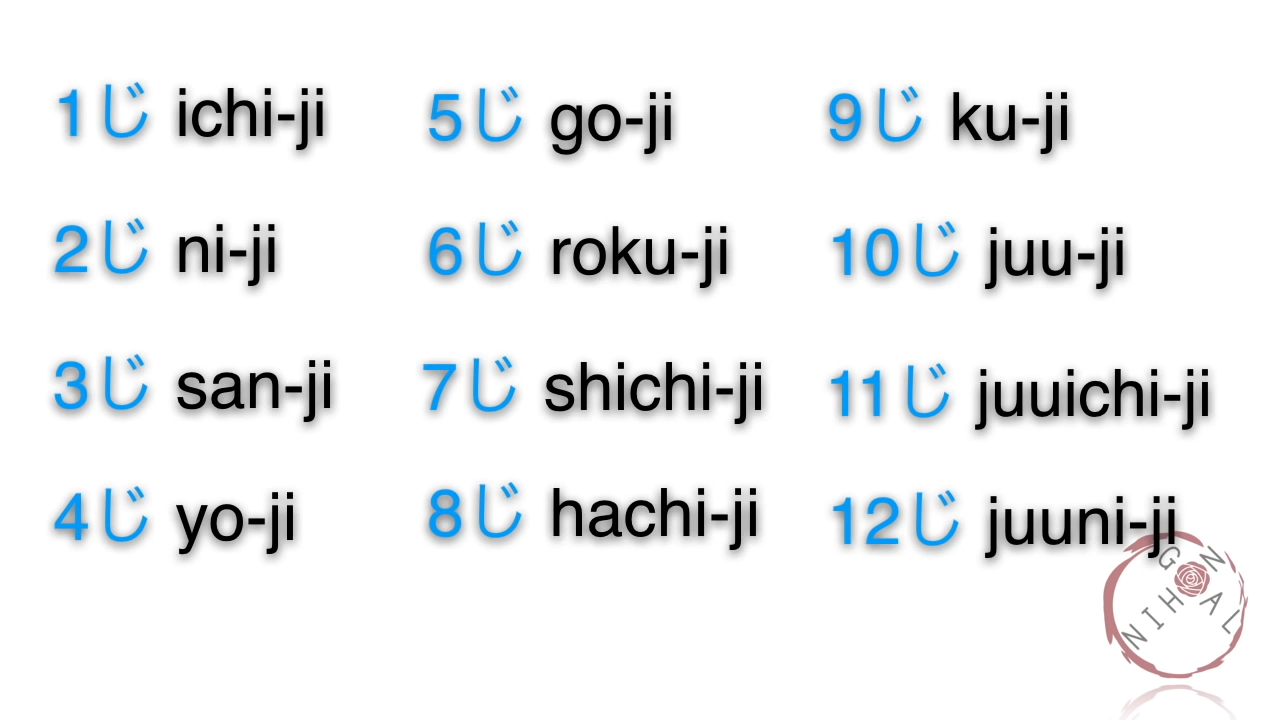 1じ ichi-ji
2じ ni-ji
3じ san-ji
4じ yo-ji
5じ go-ji
6じ roku-ji
7じ shichi-ji
8じ hachi-ji
9じ ku-ji
10じ juu-ji
11じ juuichi-ji
12じ juuni-ji
NIHONGAL